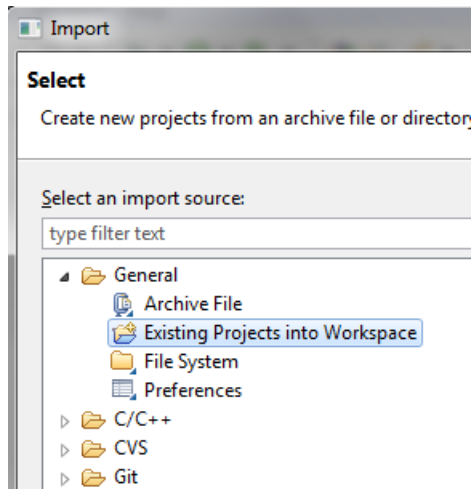 Import
Select
Create new projects from an archive file or directory
Select an import source:
type filter text
General
Archive File
Existing Projects into Workspace
File System
Preferences
C/C++
CVS
Git